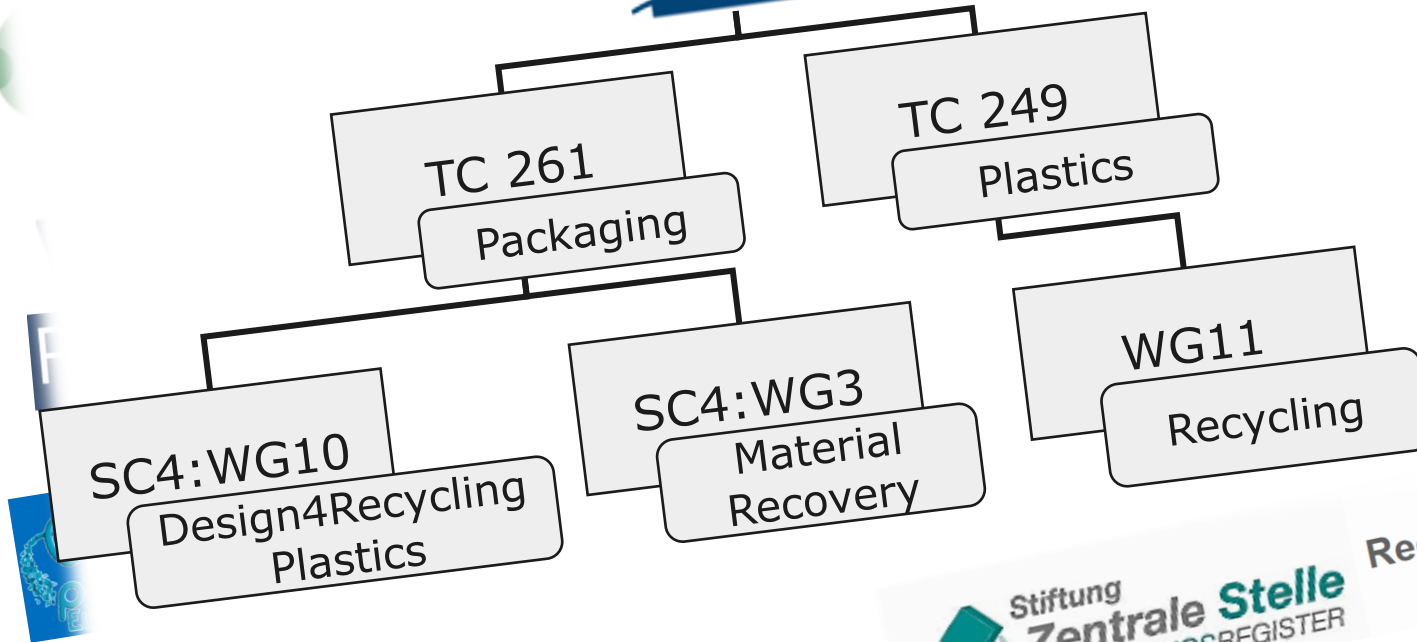 TC 249
Plastics
TC 261
Packaging
WG11
Recycling
SC4:WG3
Material
Recovery
SC4:WG10
Design4Recycling
Plastics
Stiftung
Zentrale Stelle